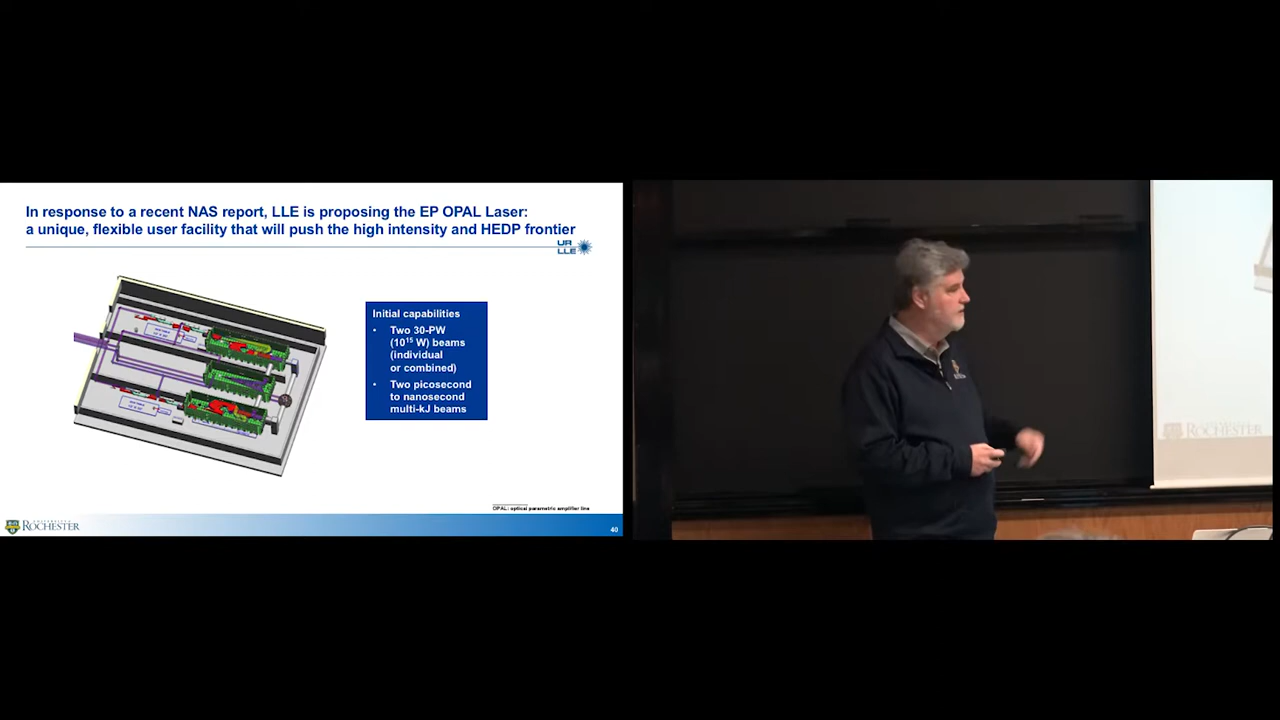 In response to a recent NAS report, LLE is proposing the EP OPAL Laser:
a unique, flexible user facility that will push the high intensity and HEDP frontier
UR
LLE
Initial capabilities
• Two 30-PW
(10¹⁵ W) beams
(individual
or combined)
• Two picosecond
to nanosecond
multi-kJ beams
OPAL: optical parametric amplifier line
UNIVERSITY of
ROCHESTER
40
ROCHESTER